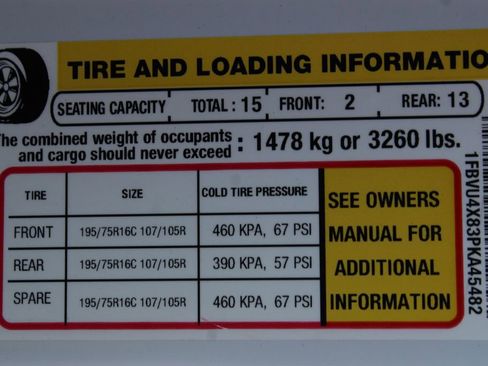 TIRE AND LOADING INFORMATIO
SEATING CAPACITY TOTAL: 15 FRONT: 2 REAR: 13
The combined weight of occupants
and cargo should never exceed : 1478 kg or 3260 lbs.
TIRE SIZE COLD TIRE PRESSURE
FRONT 195/75R16C 107/105R 460 KPA, 67 PSI
REAR 195/75R16C 107/105R 390 KPA, 57 PSI
SPARE 195/75R16C 107/105R 460 KPA, 67 PSI
SEE OWNERS
MANUAL FOR
ADDITIONAL
INFORMATION
1FBVU4X83PKA45482